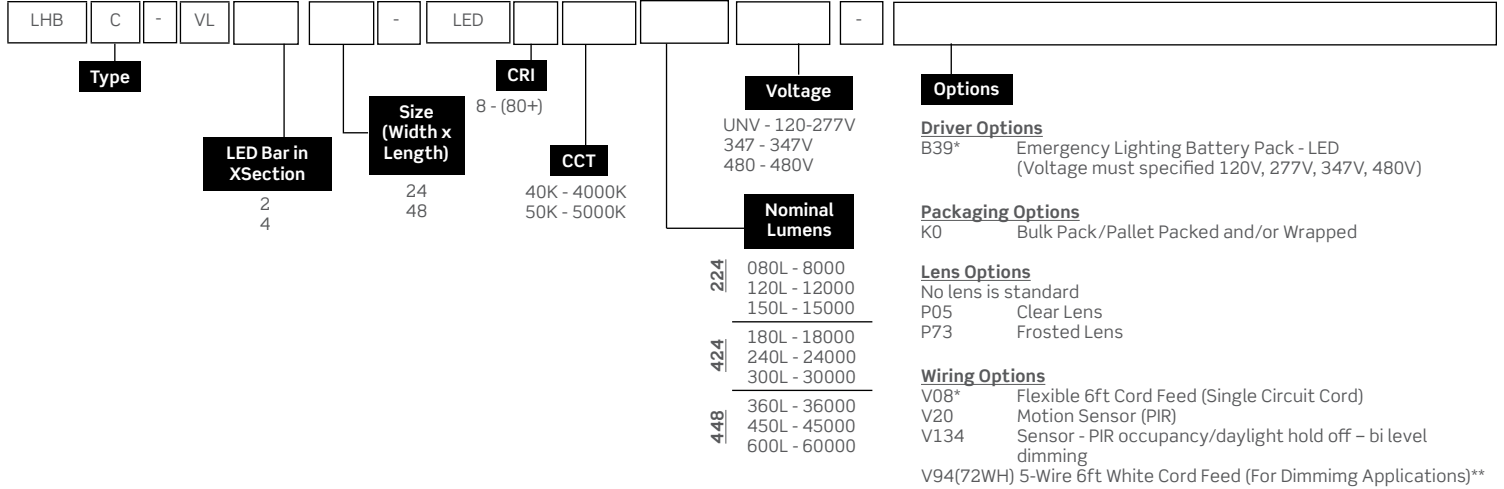 LHB C - VL - LED -
Type
LED Bar in
XSection
2
4
Size
(Width x
Length)
24
48
CRI
8 - (80+)
CCT
40K - 4000K
50K - 5000K
Voltage
UNV - 120-277V
347 - 347V
480 - 480V
Nominal
Lumens
224
080L - 8000
120L - 12000
150L - 15000
424
180L - 18000
240L - 24000
300L - 30000
448
360L - 36000
450L - 45000
600L - 60000
Options
Driver Options
B39* Emergency Lighting Battery Pack - LED
(Voltage must specified 120V, 277V, 347V, 480V)
Packaging Options
K0 Bulk Pack/Pallet Packed and/or Wrapped
Lens Options
No lens is standard
P05 Clear Lens
P73 Frosted Lens
Wiring Options
V08* Flexible 6ft Cord Feed (Single Circuit Cord)
V20 Motion Sensor (PIR)
V134 Sensor - PIR occupancy/daylight hold off – bi level
dimming
V94(72WH) 5-Wire 6ft White Cord Feed (For Dimmimg Applications)**